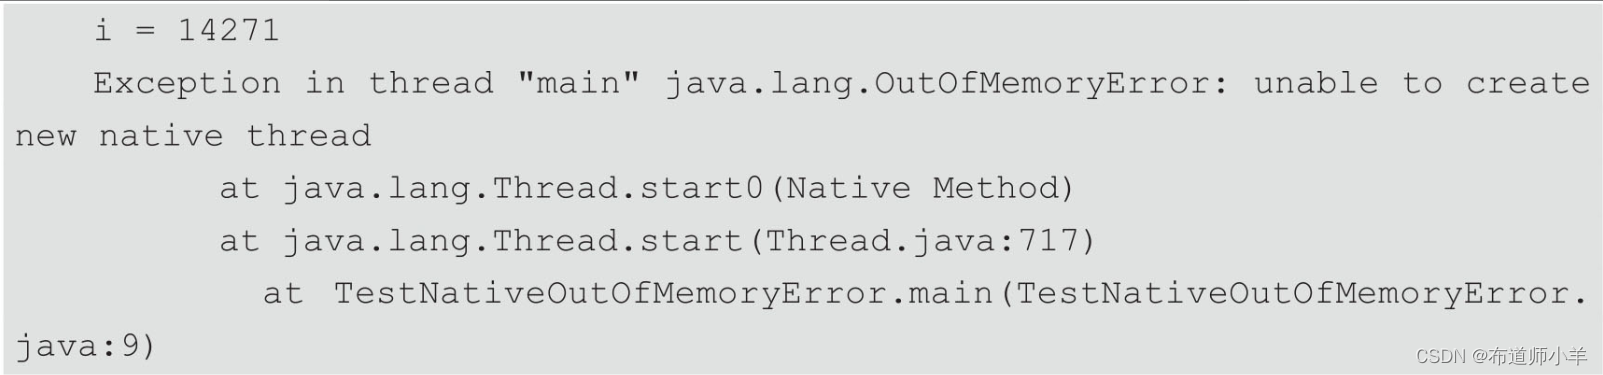 i = 14271
Exception in thread "main" java.lang.OutOfMemoryError: unable to create
new native thread
at java.lang.Thread.start0(Native Method)
at java.lang.Thread.start(Thread.java:717)
at TestNativeOutOfMemoryError.main(TestNativeOutOfMemoryError.
java:9)
CSDN @布道师小羊